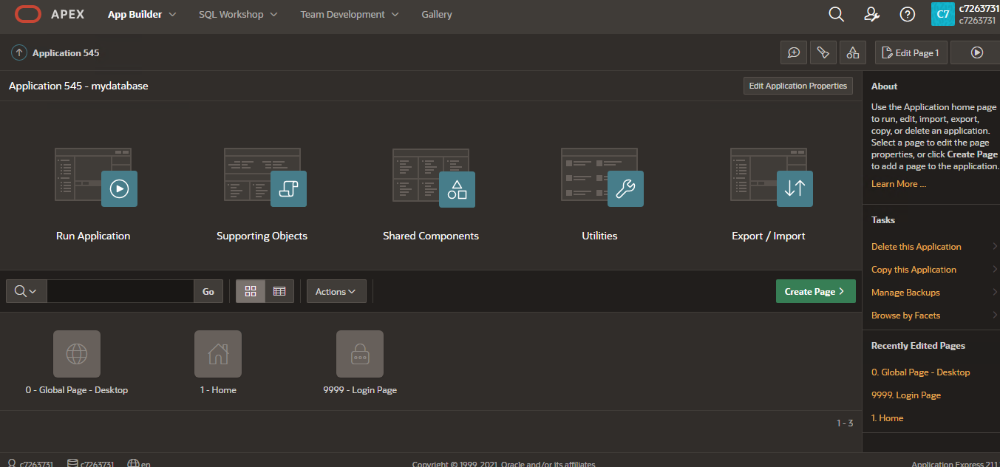 APEX App Builder SQL Workshop Team Development Gallery C7 c7263731
c7263731
Application 545 Edit Page 1
Application 545 - mydatabase Edit Application Properties
Run Application Supporting Objects Shared Components Utilities Export / Import
Go Actions Create Page
0 - Global Page - Desktop 1 - Home 9999 - Login Page
1 - 3
About
Use the Application home page
to run, edit, import, export,
copy, or delete an application.
Select a page to edit the page
properties, or click Create Page
to add a page to the application.
Learn More ...
Tasks
Delete this Application
Copy this Application
Manage Backups
Browse by Facets
Recently Edited Pages
0. Global Page - Desktop
9999. Login Page
1. Home
c7263731 c7263731 en Copyright © 1999, 2021, Oracle and/or its affiliates. Application Express 211